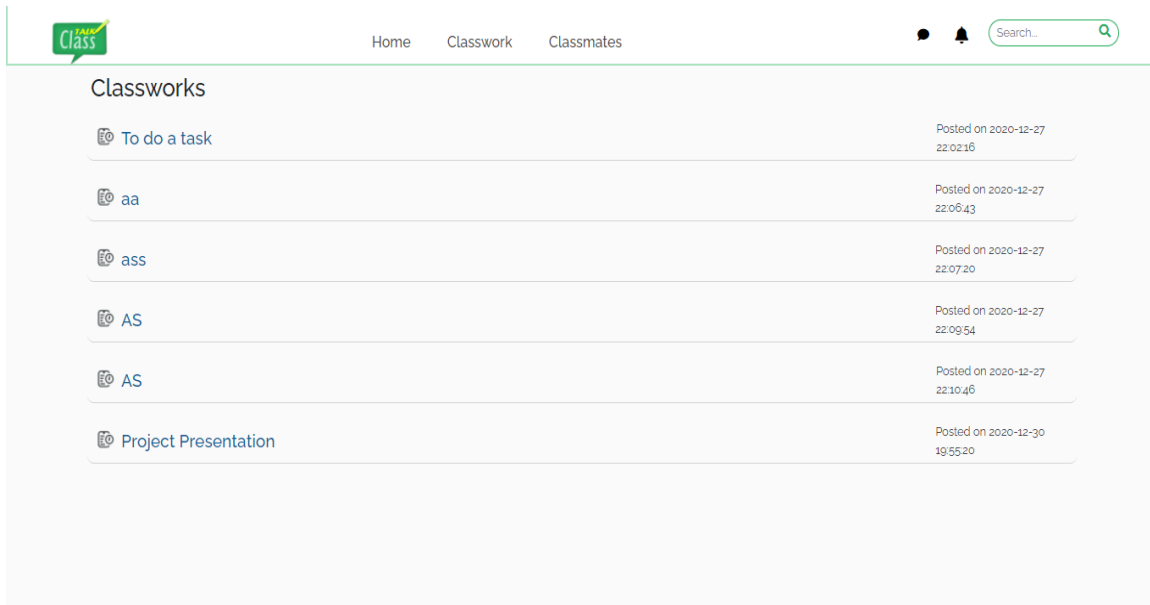 TALK
Class
Home Classwork Classmates
Search...
Classworks
To do a task
Posted on 2020-12-27
22:02:16
aa
Posted on 2020-12-27
22:06:43
ass
Posted on 2020-12-27
22:07:20
AS
Posted on 2020-12-27
22:09:54
AS
Posted on 2020-12-27
22:10:46
Project Presentation
Posted on 2020-12-30
19:55:20